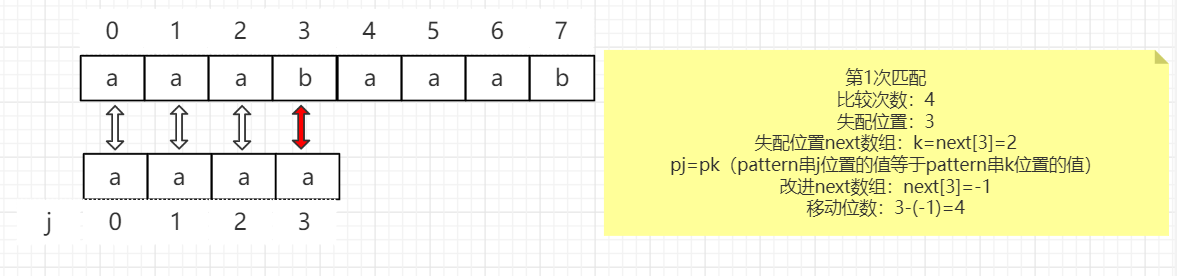 0 1 2 3 4 5 6 7
a a a b a a a b
a a a a
j 0 1 2 3
第1次匹配
比较次数：4
失配位置：3
失配位置next数组：k=next[3]=2
pj=pk（pattern串j位置的值等于pattern串k位置的值）
改进next数组：next[3]=-1
移动位数：3-(-1)=4